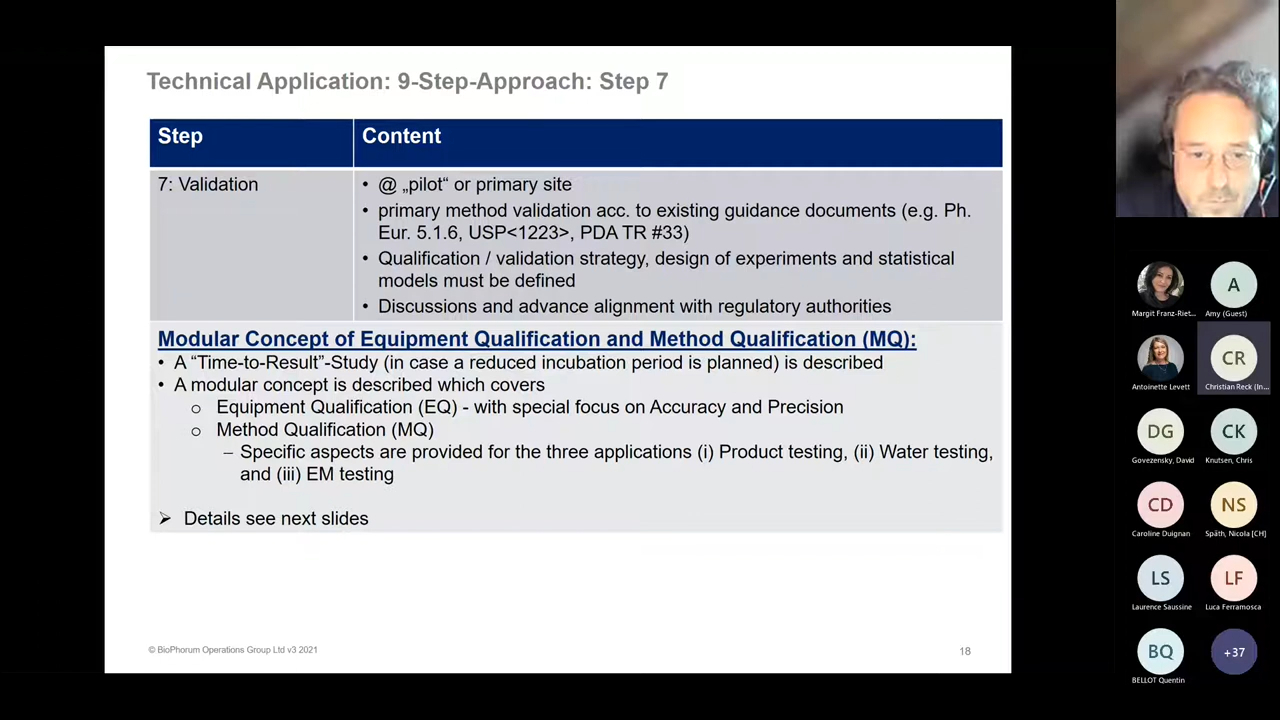 Technical Application: 9-Step-Approach: Step 7
Step
Content
7: Validation
• @ „pilot“ or primary site
• primary method validation acc. to existing guidance documents (e.g. Ph.
Eur. 5.1.6, USP<1223>, PDA TR #33)
• Qualification / validation strategy, design of experiments and statistical
models must be defined
• Discussions and advance alignment with regulatory authorities
Modular Concept of Equipment Qualification and Method Qualification (MQ):
• A “Time-to-Result”-Study (in case a reduced incubation period is planned) is described
• A modular concept is described which covers
o Equipment Qualification (EQ) - with special focus on Accuracy and Precision
o Method Qualification (MQ)
– Specific aspects are provided for the three applications (i) Product testing, (ii) Water testing,
and (iii) EM testing
➢ Details see next slides
© BioPhorum Operations Group Ltd v3 2021
18
A
Margit Franz-Riet...
Amy (Guest)
CR
Antoinette Levett
Christian Reck (In...
DG
CK
Govezensky, David
Knutsen, Chris
CD
NS
Caroline Duignan
Späth, Nicola [CH]
LS
LF
Laurence Saussine
Luca Ferramosca
BQ
+37
BELLOT Quentin